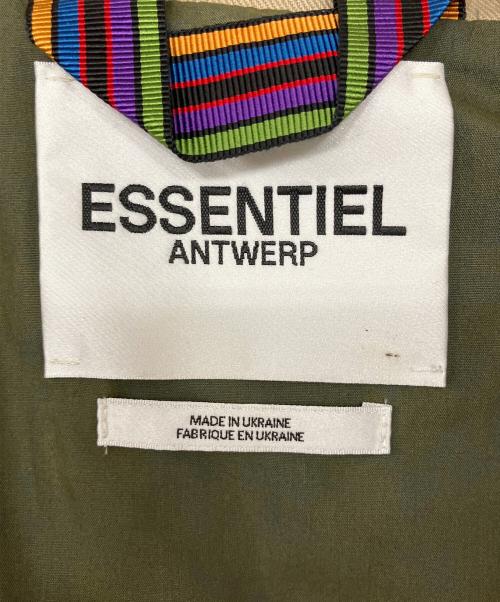 ESSENTIEL
ANTWERP
MADE IN UKRAINE
FABRIQUE EN UKRAINE